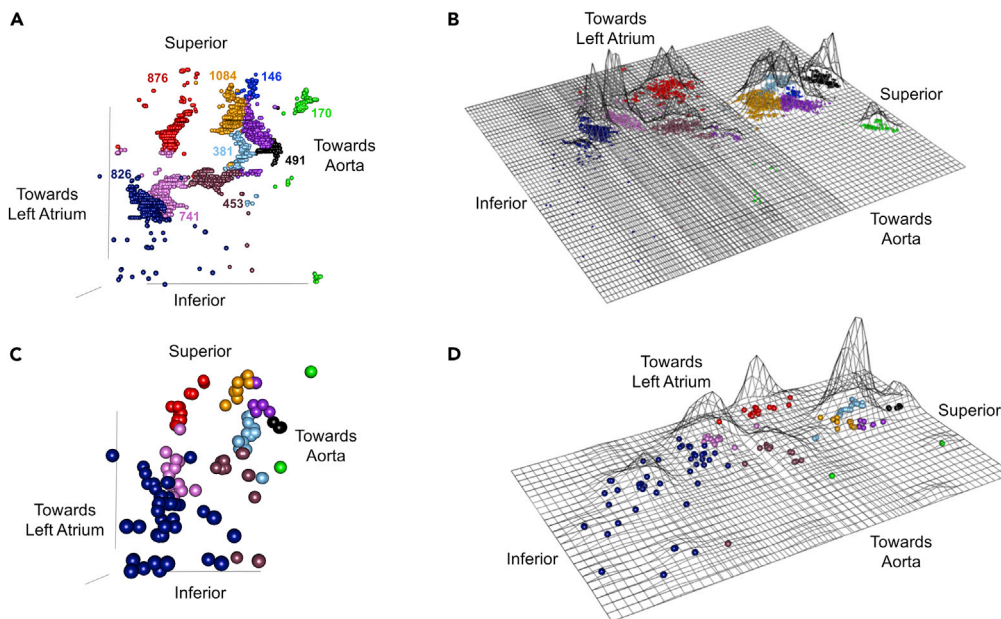 A
Superior
876
1084
146
170
381
491
Towards
Aorta
826
Towards
Left Atrium
741
453
Inferior
B
Towards
Left Atrium
Superior
Inferior
Towards
Aorta
C
Superior
Towards
Aorta
Towards
Left Atrium
Inferior
D
Towards
Left Atrium
Superior
Inferior
Towards
Aorta